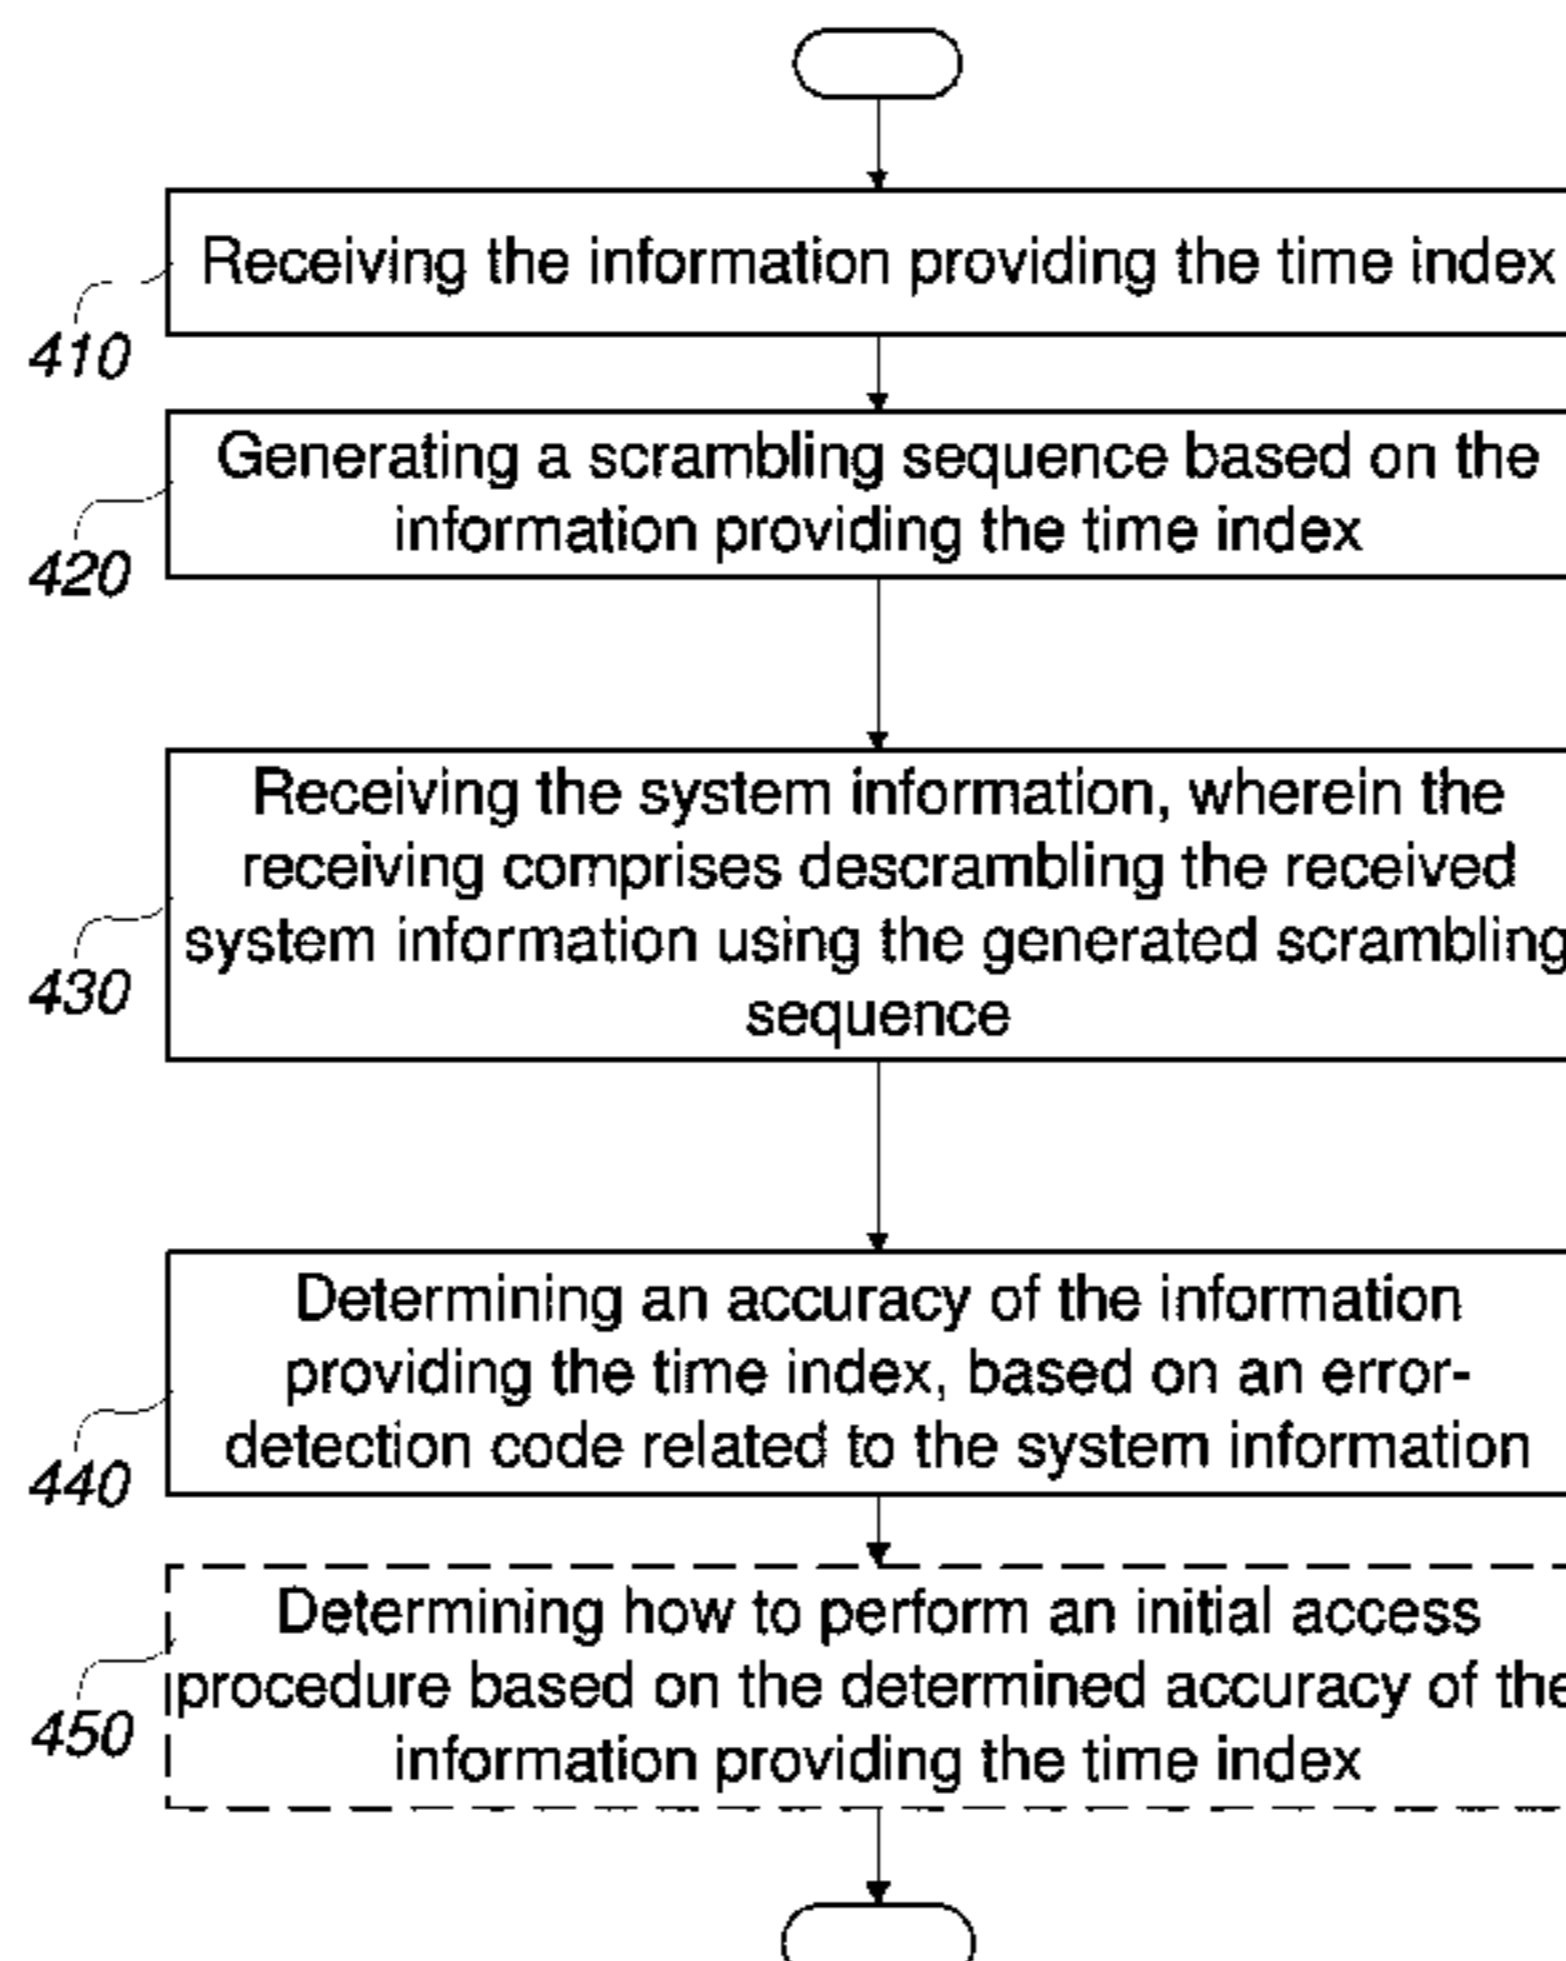 Receiving the information providing the time index
410
Generating a scrambling sequence based on the
information providing the time index
420
Receiving the system information, wherein the
receiving comprises descrambling the received
system information using the generated scrambling
sequence
430
Determining an accuracy of the information
providing the time index, based on an error-
detection code related to the system information
440
Determining how to perform an initial access
procedure based on the determined accuracy of the
information providing the time index
450